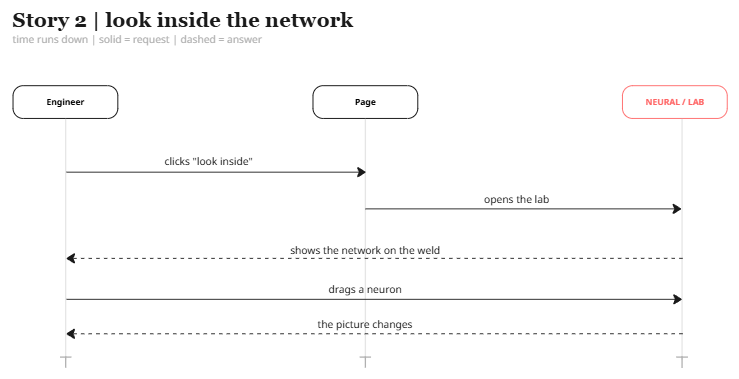 Story 2 | look inside the network
time runs down | solid = request | dashed = answer
Engineer
Page
NEURAL / LAB
clicks "look inside"
opens the lab
shows the network on the weld
drags a neuron
the picture changes